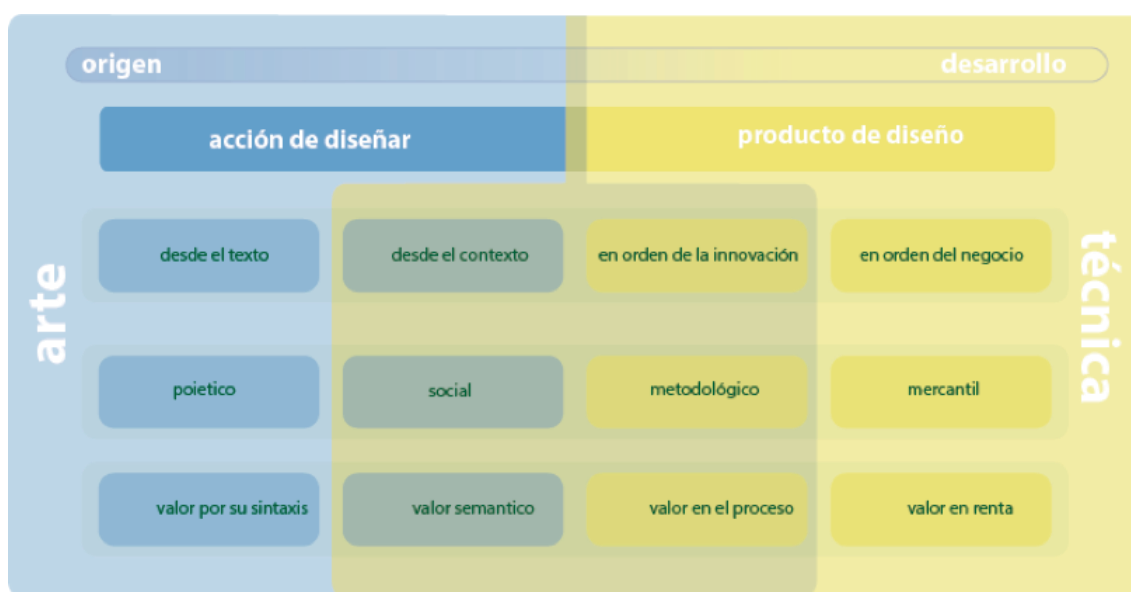 origen
desarrollo
acción de diseñar
producto de diseño
arte
técnica
desde el texto
desde el contexto
en orden de la innovación
en orden del negocio
poietico
social
metodológico
mercantil
valor por su sintaxis
valor semantico
valor en el proceso
valor en renta